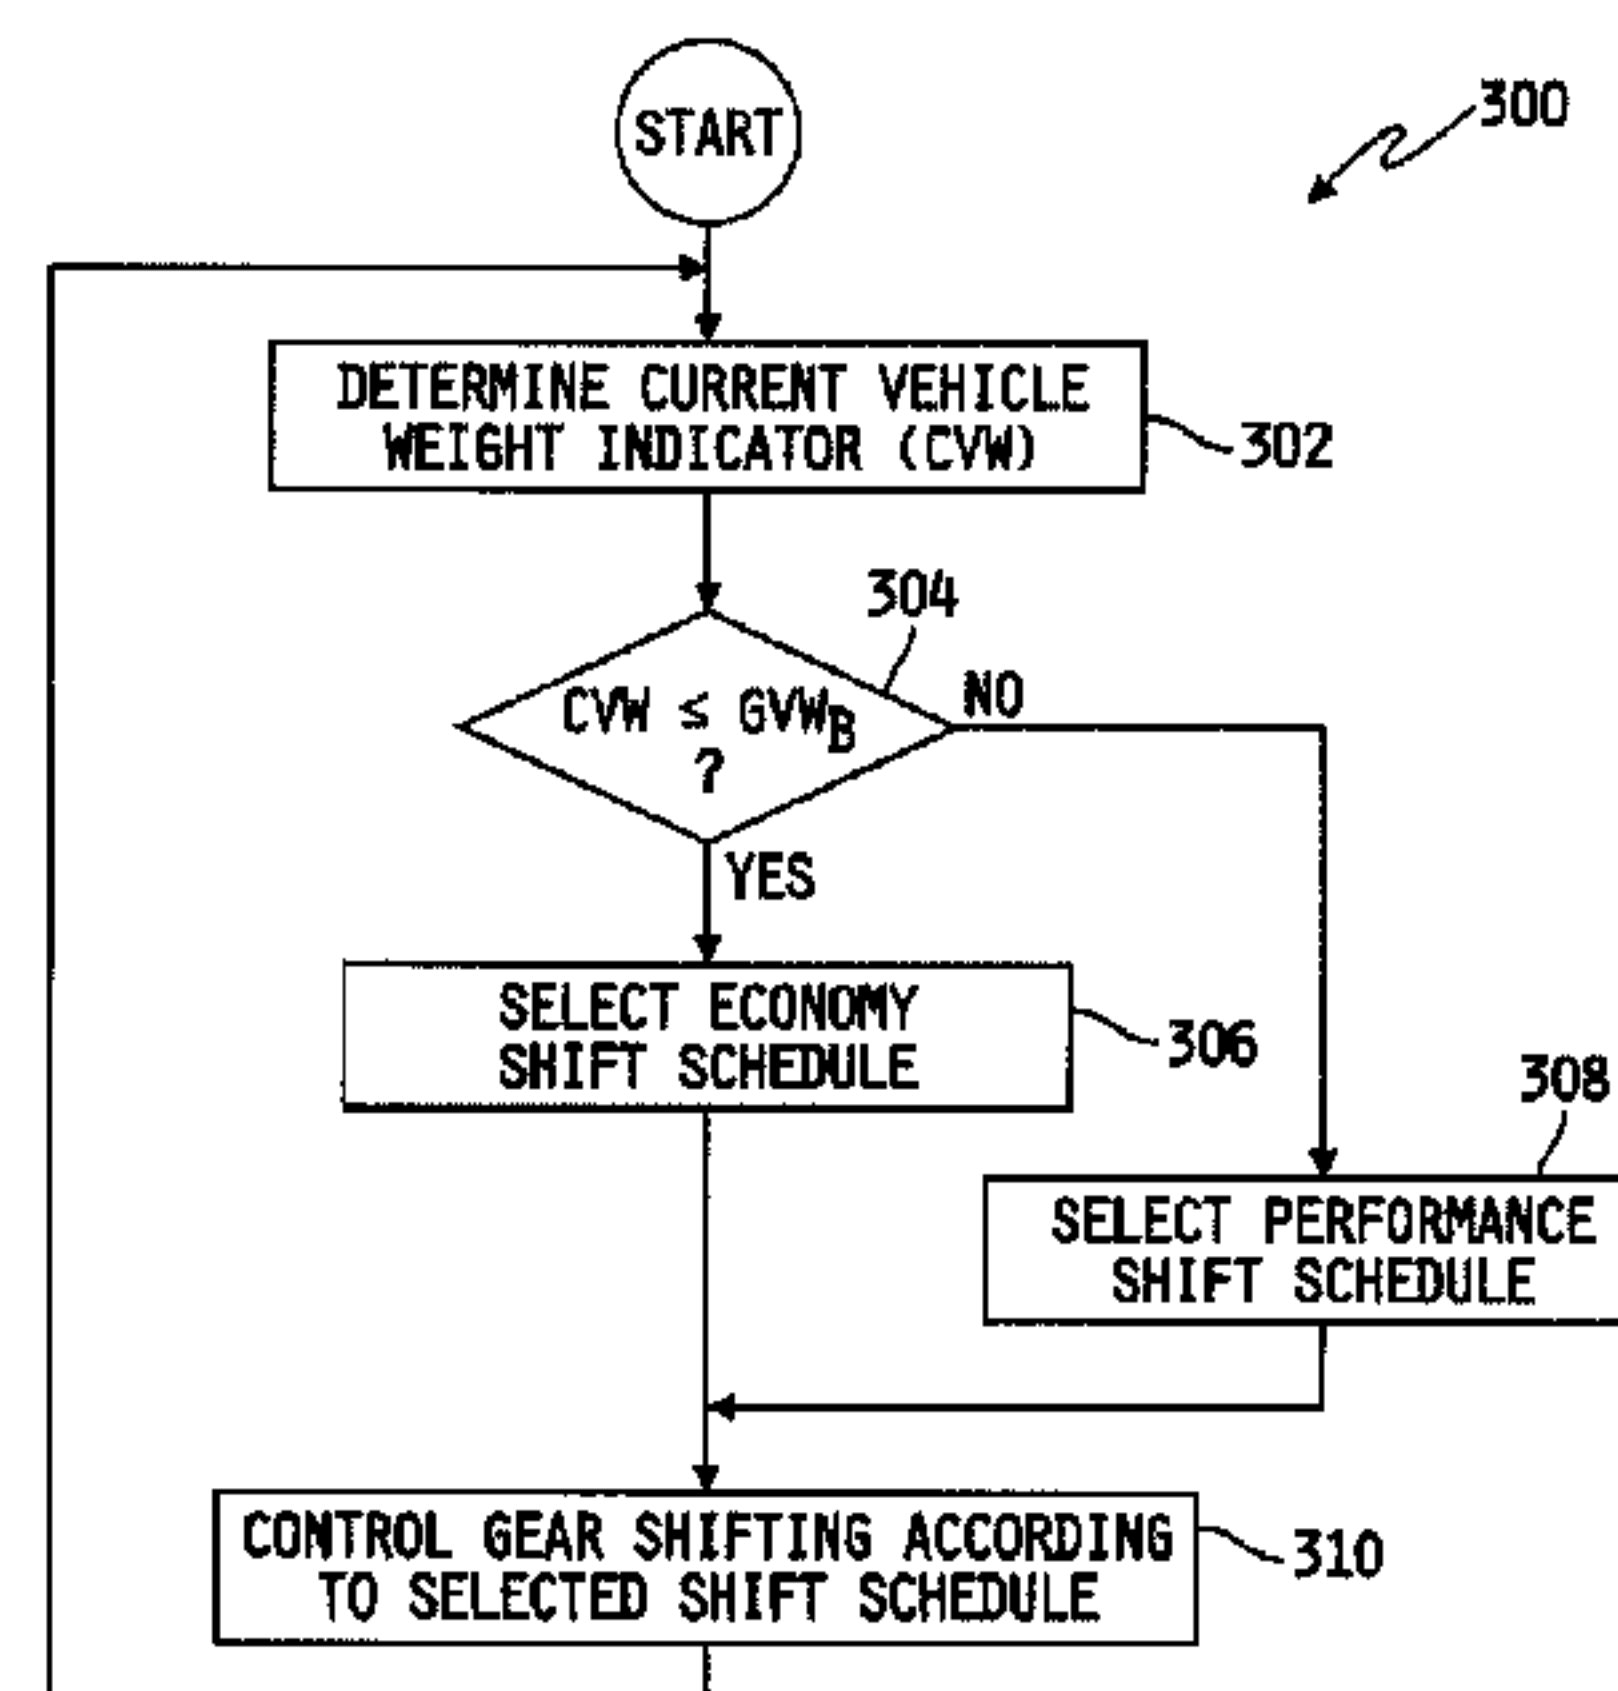 START
300
DETERMINE CURRENT VEHICLE
WEIGHT INDICATOR (CVW)
302
304
CVW ≤ GVWB
?
NO
YES
SELECT ECONOMY
SHIFT SCHEDULE
306
308
SELECT PERFORMANCE
SHIFT SCHEDULE
CONTROL GEAR SHIFTING ACCORDING
TO SELECTED SHIFT SCHEDULE
310